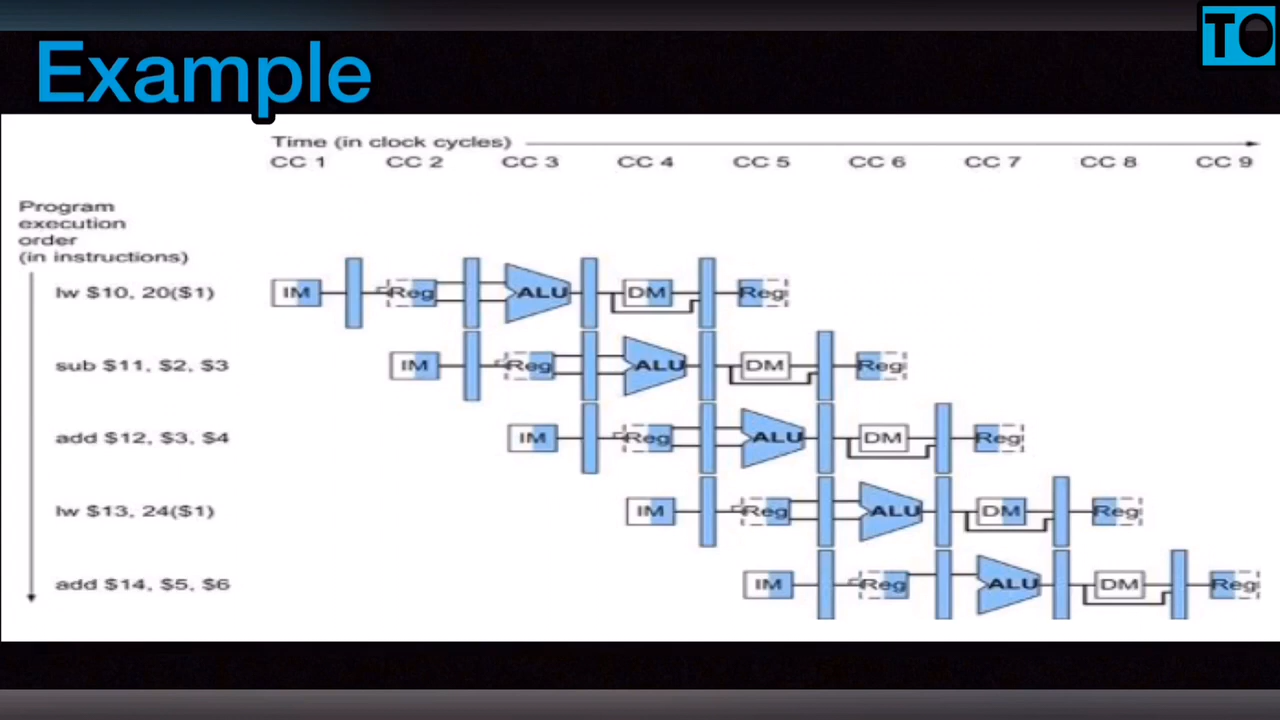 TO
Example
Time (in clock cycles)
CC 1 CC 2 CC 3 CC 4 CC 5 CC 6 CC 7 CC 8 CC 9
Program
execution
order
(in instructions)
lw $10, 20($1) IM Reg ALU DM Reg
sub $11, $2, $3 IM Reg ALU DM Reg
add $12, $3, $4 IM Reg ALU DM Reg
lw $13, 24($1) IM Reg ALU DM Reg
add $14, $5, $6 IM Reg ALU DM Reg